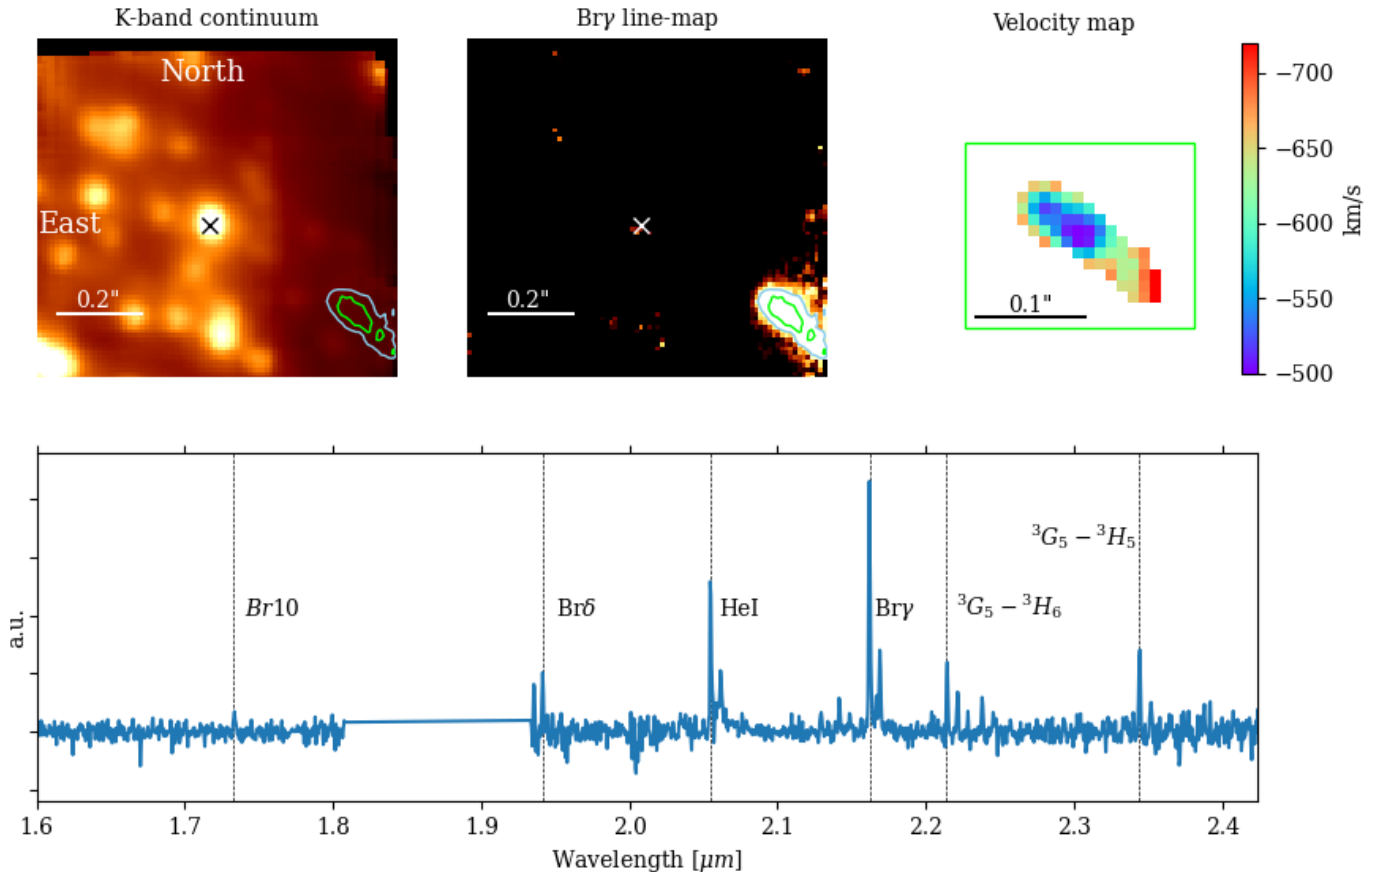 K-band continuum
Brγ line-map
Velocity map
North
East
0.2"
0.2"
0.1"
−700
−650
−600
−550
−500
km/s
a.u.
Br10
Brδ
HeI
Brγ
³G₅ − ³H₆
³G₅ − ³H₅
1.6 1.7 1.8 1.9 2.0 2.1 2.2 2.3 2.4
Wavelength [μm]